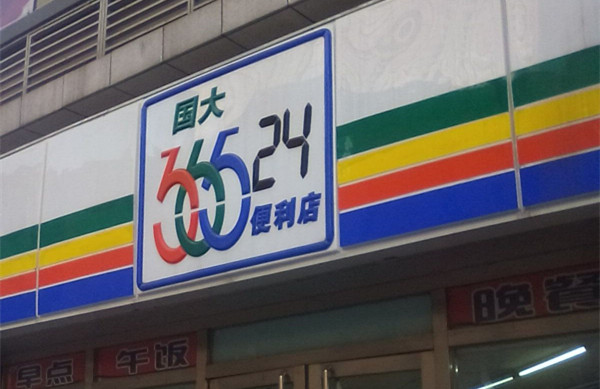 国大
365 24
便利店
早点 午饭 晚餐